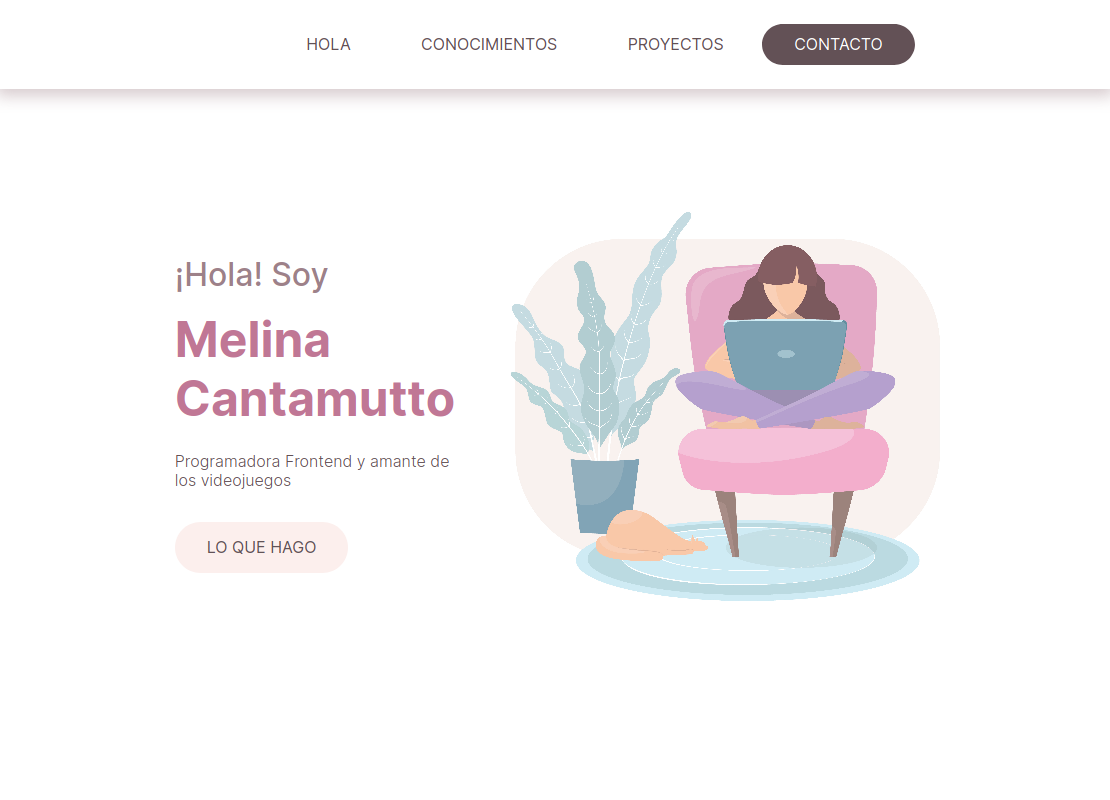 HOLA
CONOCIMIENTOS
PROYECTOS
CONTACTO
¡Hola! Soy
Melina
Cantamutto
Programadora Frontend y amante de
los videojuegos
LO QUE HAGO